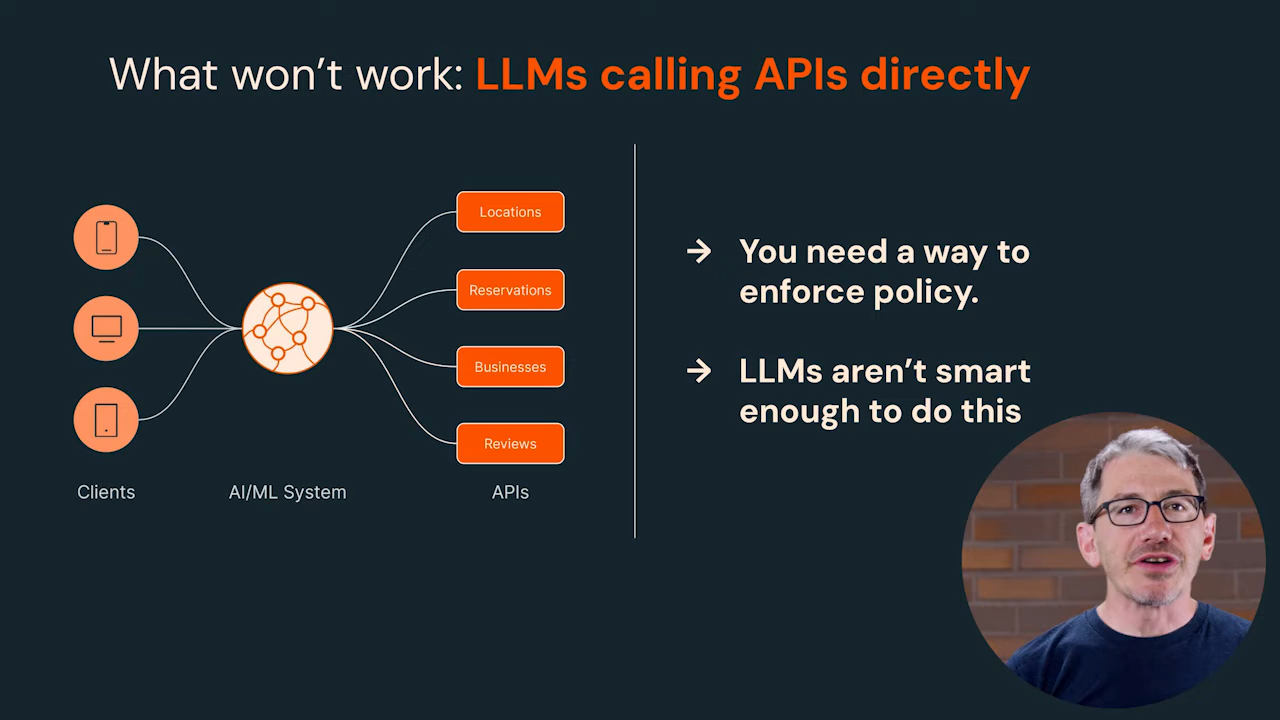 What won’t work: LLMs calling APIs directly
Locations
Reservations
Businesses
Reviews
Clients
AI/ML System
APIs
→ You need a way to
enforce policy.
→ LLMs aren’t smart
enough to do this